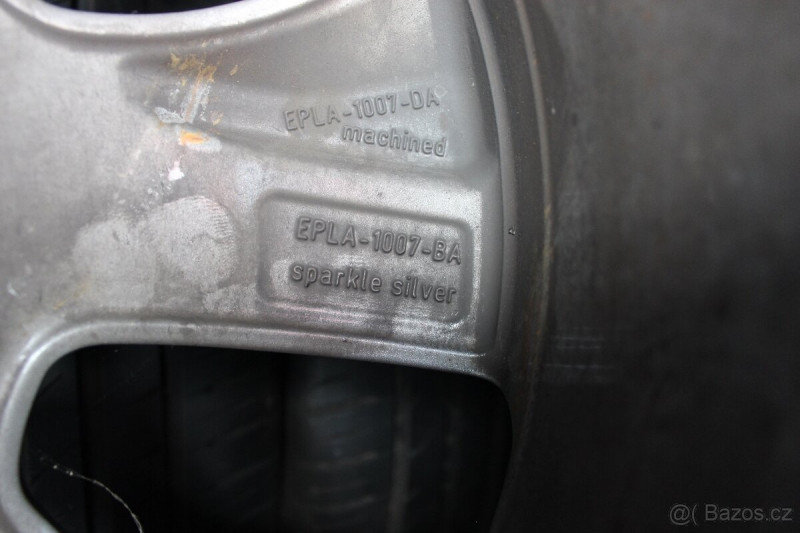 EPLA-1007-DA
machined
EPLA-1007-BA
sparkle silver
@( Bazos.cz